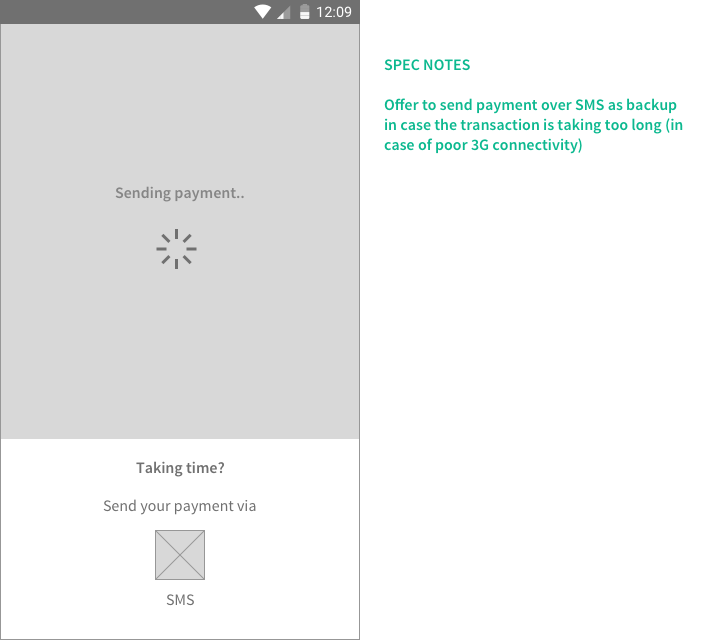 12:09
SPEC NOTES
Offer to send payment over SMS as backup
in case the transaction is taking too long (in
case of poor 3G connectivity)
Sending payment..
Taking time?
Send your payment via
SMS